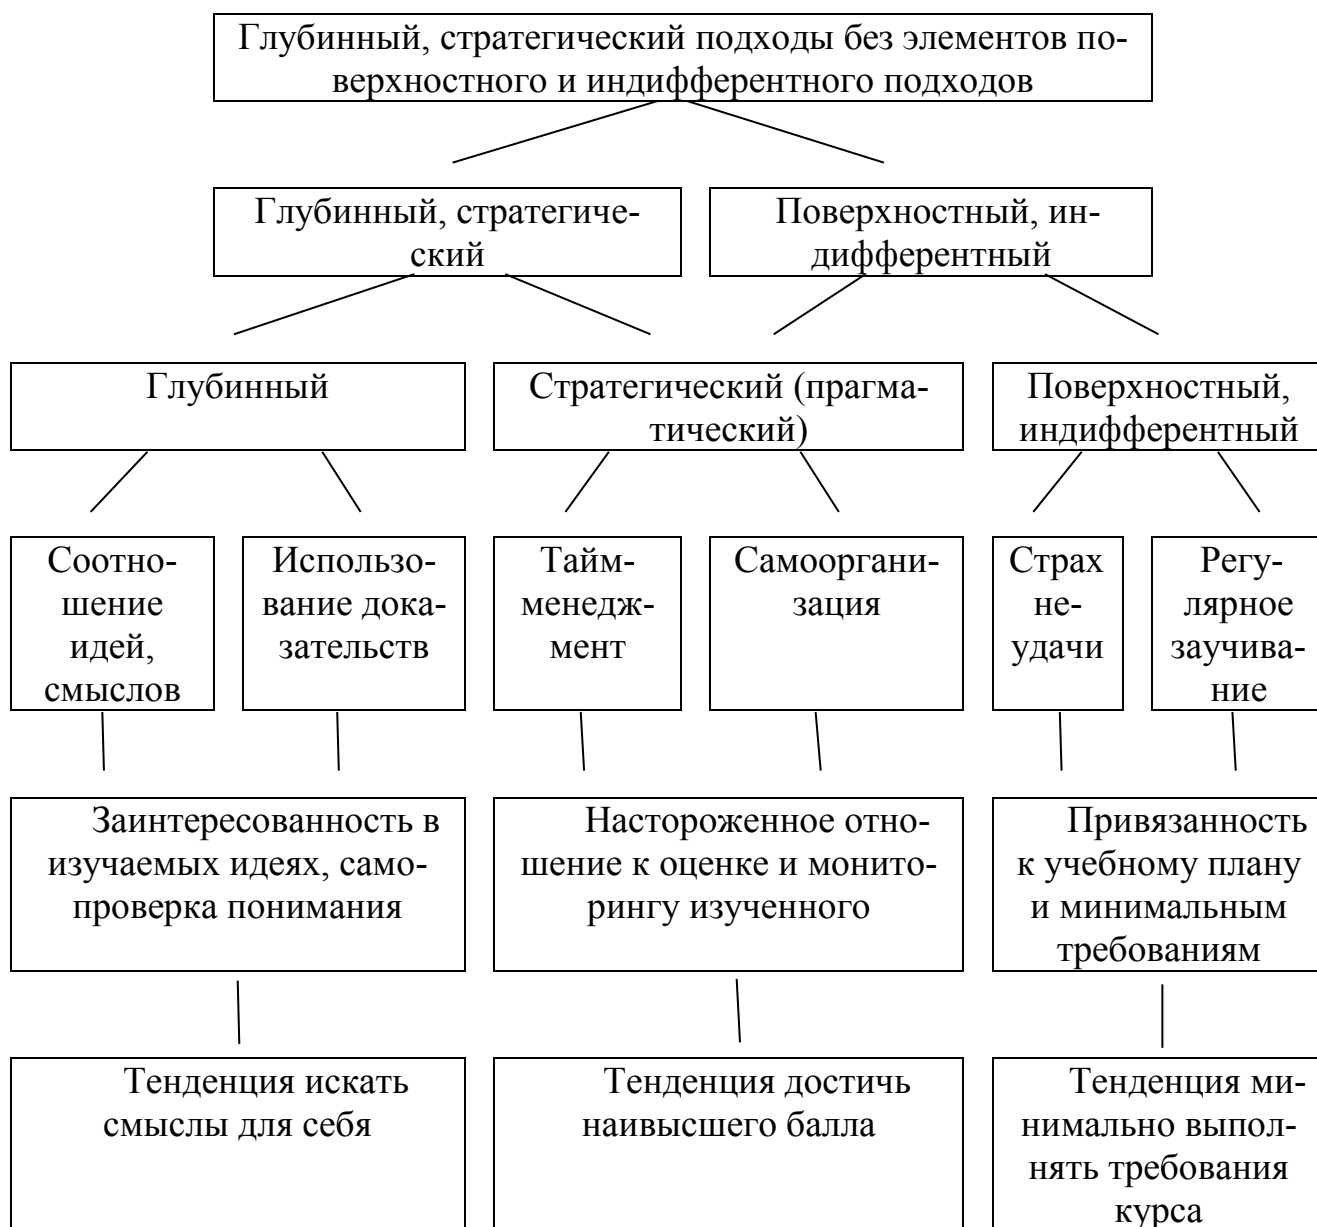 Глубинный, стратегический подходы без элементов по-
верхностного и индифферентного подходов
Глубинный, стратегиче-
ский
Поверхностный, ин-
дифферентный
Глубинный
Стратегический (прагма-
тический)
Поверхностный,
индифферентный
Соотно-
шение
идей,
смыслов
Использо-
вание дока-
зательств
Тайм-
менедж-
мент
Самооргани-
зация
Страх
не-
удачи
Регу-
лярное
заучива-
ние
Заинтересованность в
изучаемых идеях, само-
проверка понимания
Настороженное отно-
шение к оценке и монито-
рингу изученного
Привязанность
к учебному плану
и минимальным
требованиям
Тенденция искать
смыслы для себя
Тенденция достичь
наивысшего балла
Тенденция ми-
нимально выпол-
нять требования
курса